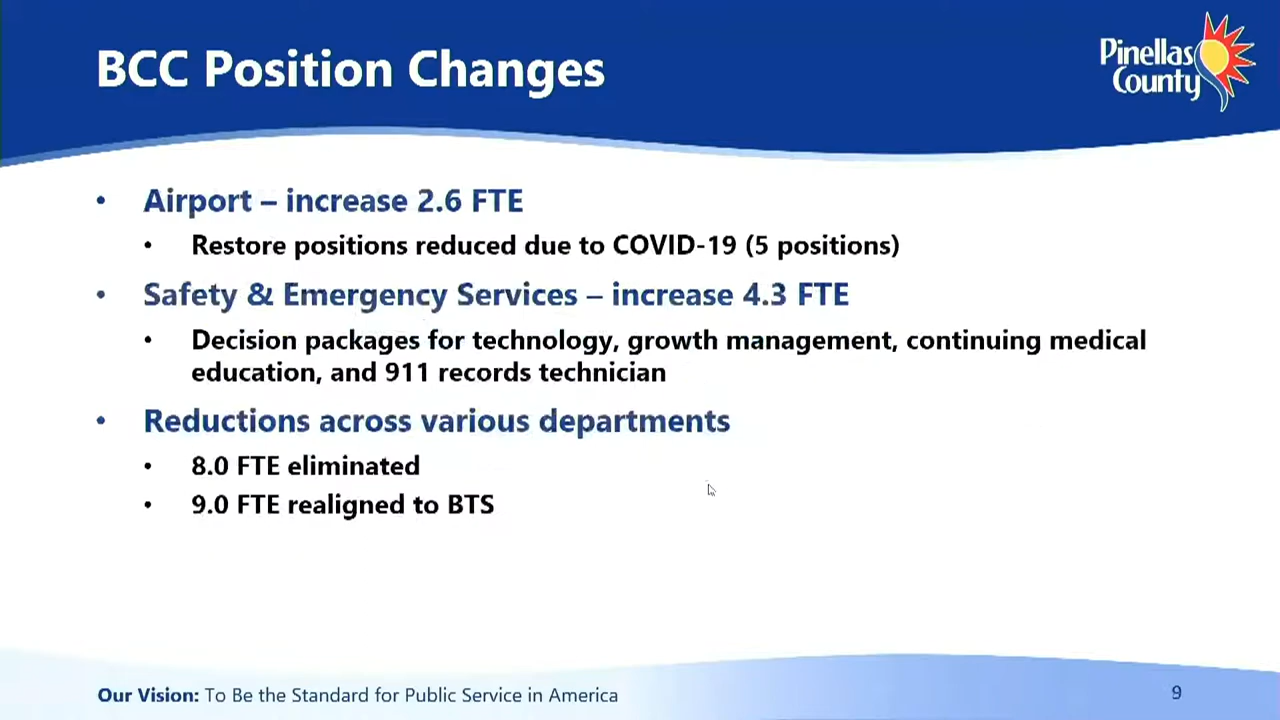 BCC Position Changes
Pinellas
County
• Airport – increase 2.6 FTE
• Restore positions reduced due to COVID-19 (5 positions)
• Safety & Emergency Services – increase 4.3 FTE
• Decision packages for technology, growth management, continuing medical
education, and 911 records technician
• Reductions across various departments
• 8.0 FTE eliminated
• 9.0 FTE realigned to BTS
Our Vision: To Be the Standard for Public Service in America
9